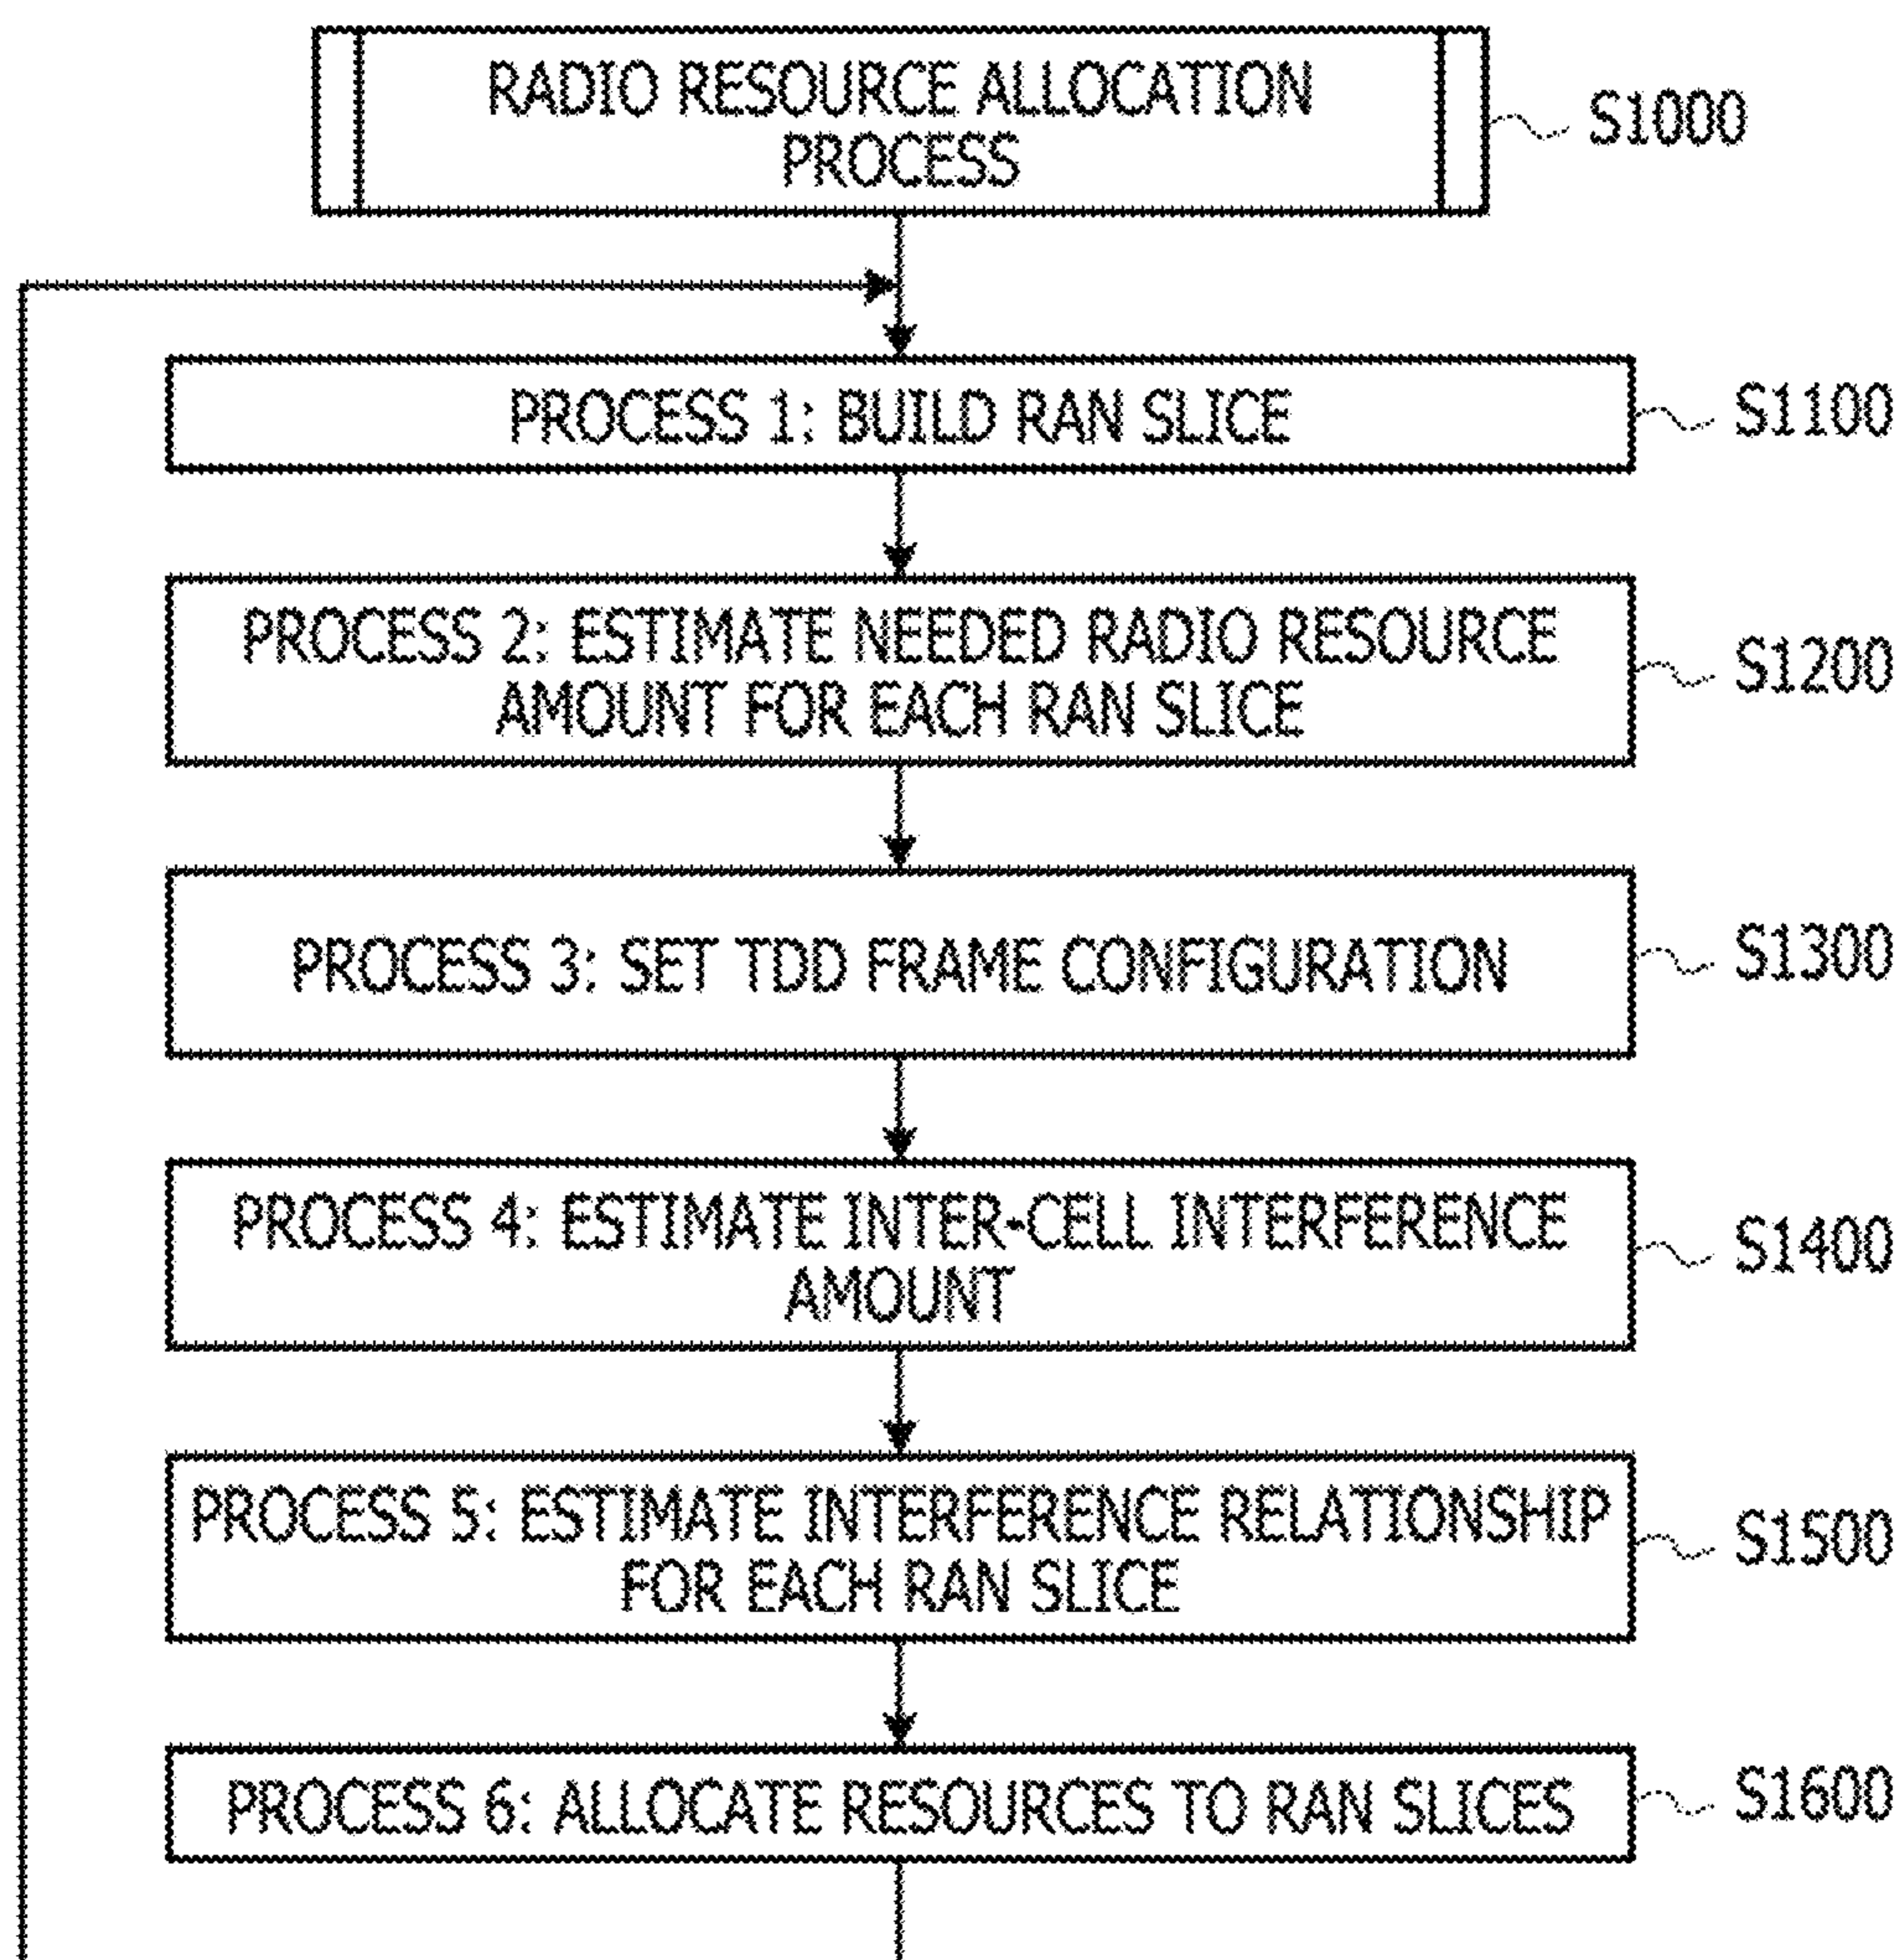 RADIO RESOURCE ALLOCATION
PROCESS
S1000
PROCESS 1: BUILD RAN SLICE
S1100
PROCESS 2: ESTIMATE NEEDED RADIO RESOURCE
AMOUNT FOR EACH RAN SLICE
S1200
PROCESS 3: SET TDD FRAME CONFIGURATION
S1300
PROCESS 4: ESTIMATE INTER-CELL INTERFERENCE
AMOUNT
S1400
PROCESS 5: ESTIMATE INTERFERENCE RELATIONSHIP
FOR EACH RAN SLICE
S1500
PROCESS 6: ALLOCATE RESOURCES TO RAN SLICES
S1600